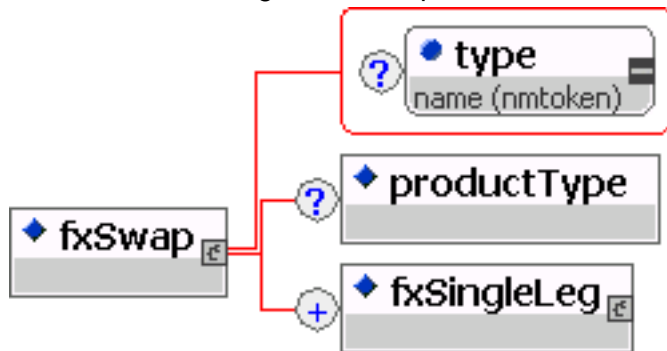 ?
type
name (nmtoken)
?
productType
fxSwap
+
fxSingleLeg